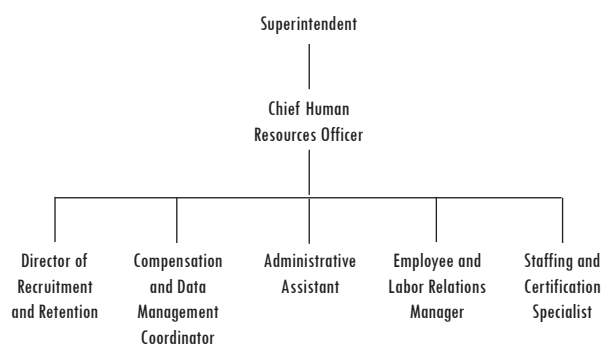 Superintendent
Chief Human
Resources Officer
Director of
Recruitment
and Retention
Compensation
and Data
Management
Coordinator
Administrative
Assistant
Employee and
Labor Relations
Manager
Staffing and
Certification
Specialist